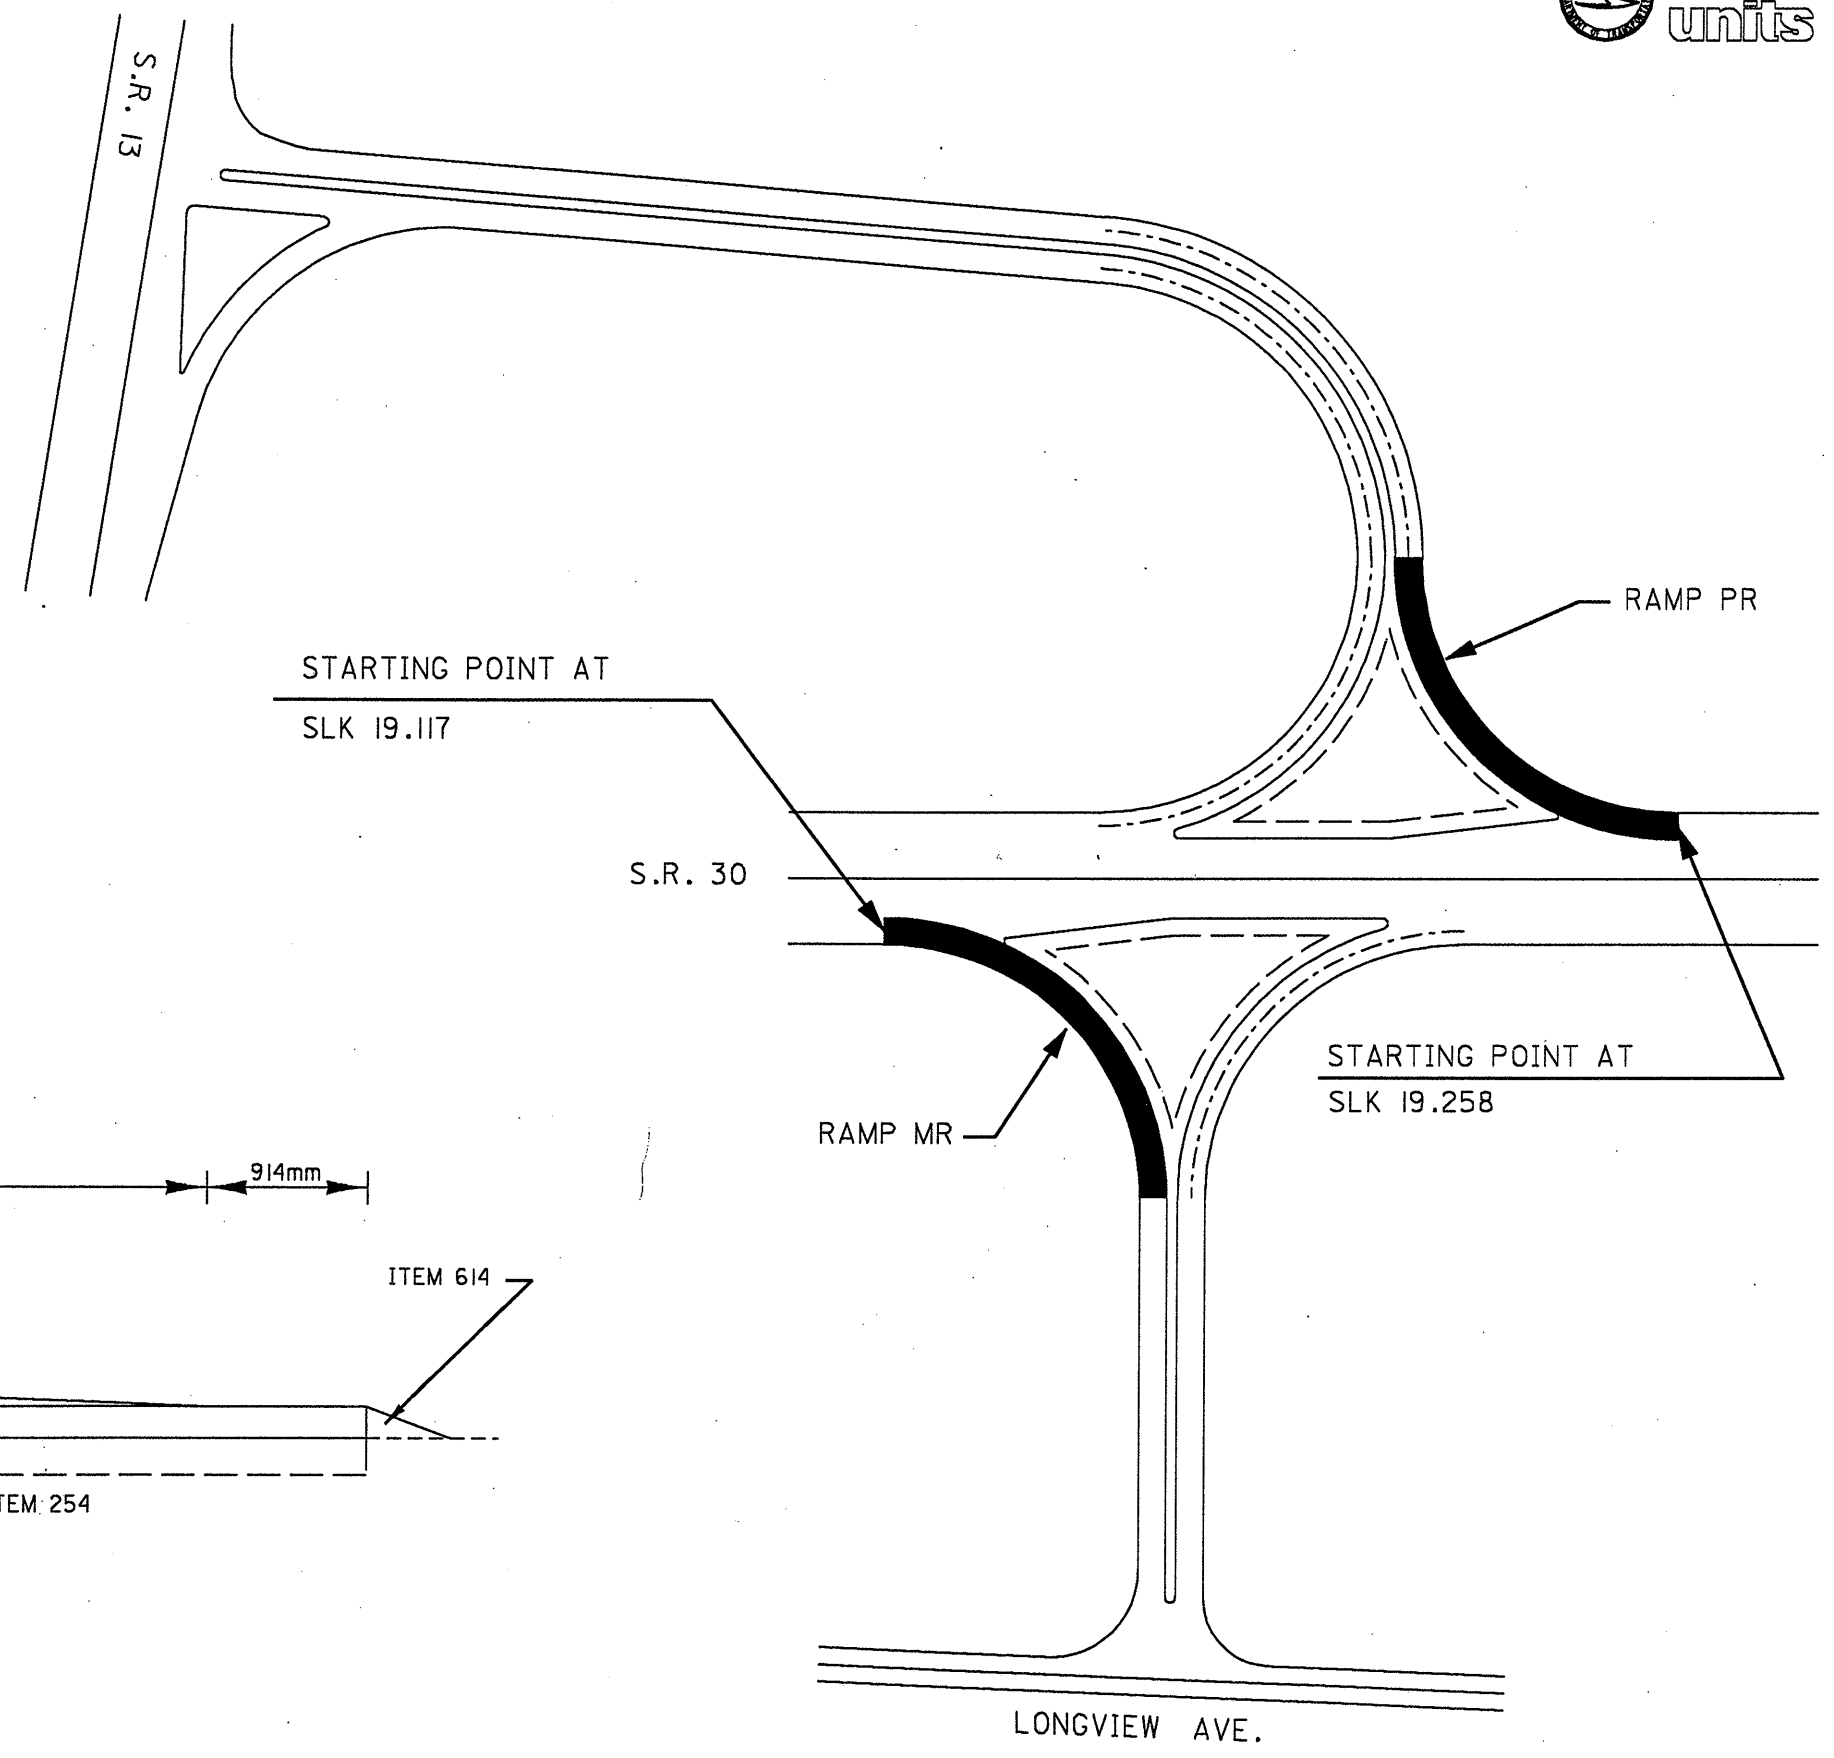 units
S.R. 13
RAMP PR
STARTING POINT AT
SLK 19.117
S.R. 30
STARTING POINT AT
SLK 19.258
RAMP MR
914mm
ITEM 614
TEM 254
LONGVIEW AVE.